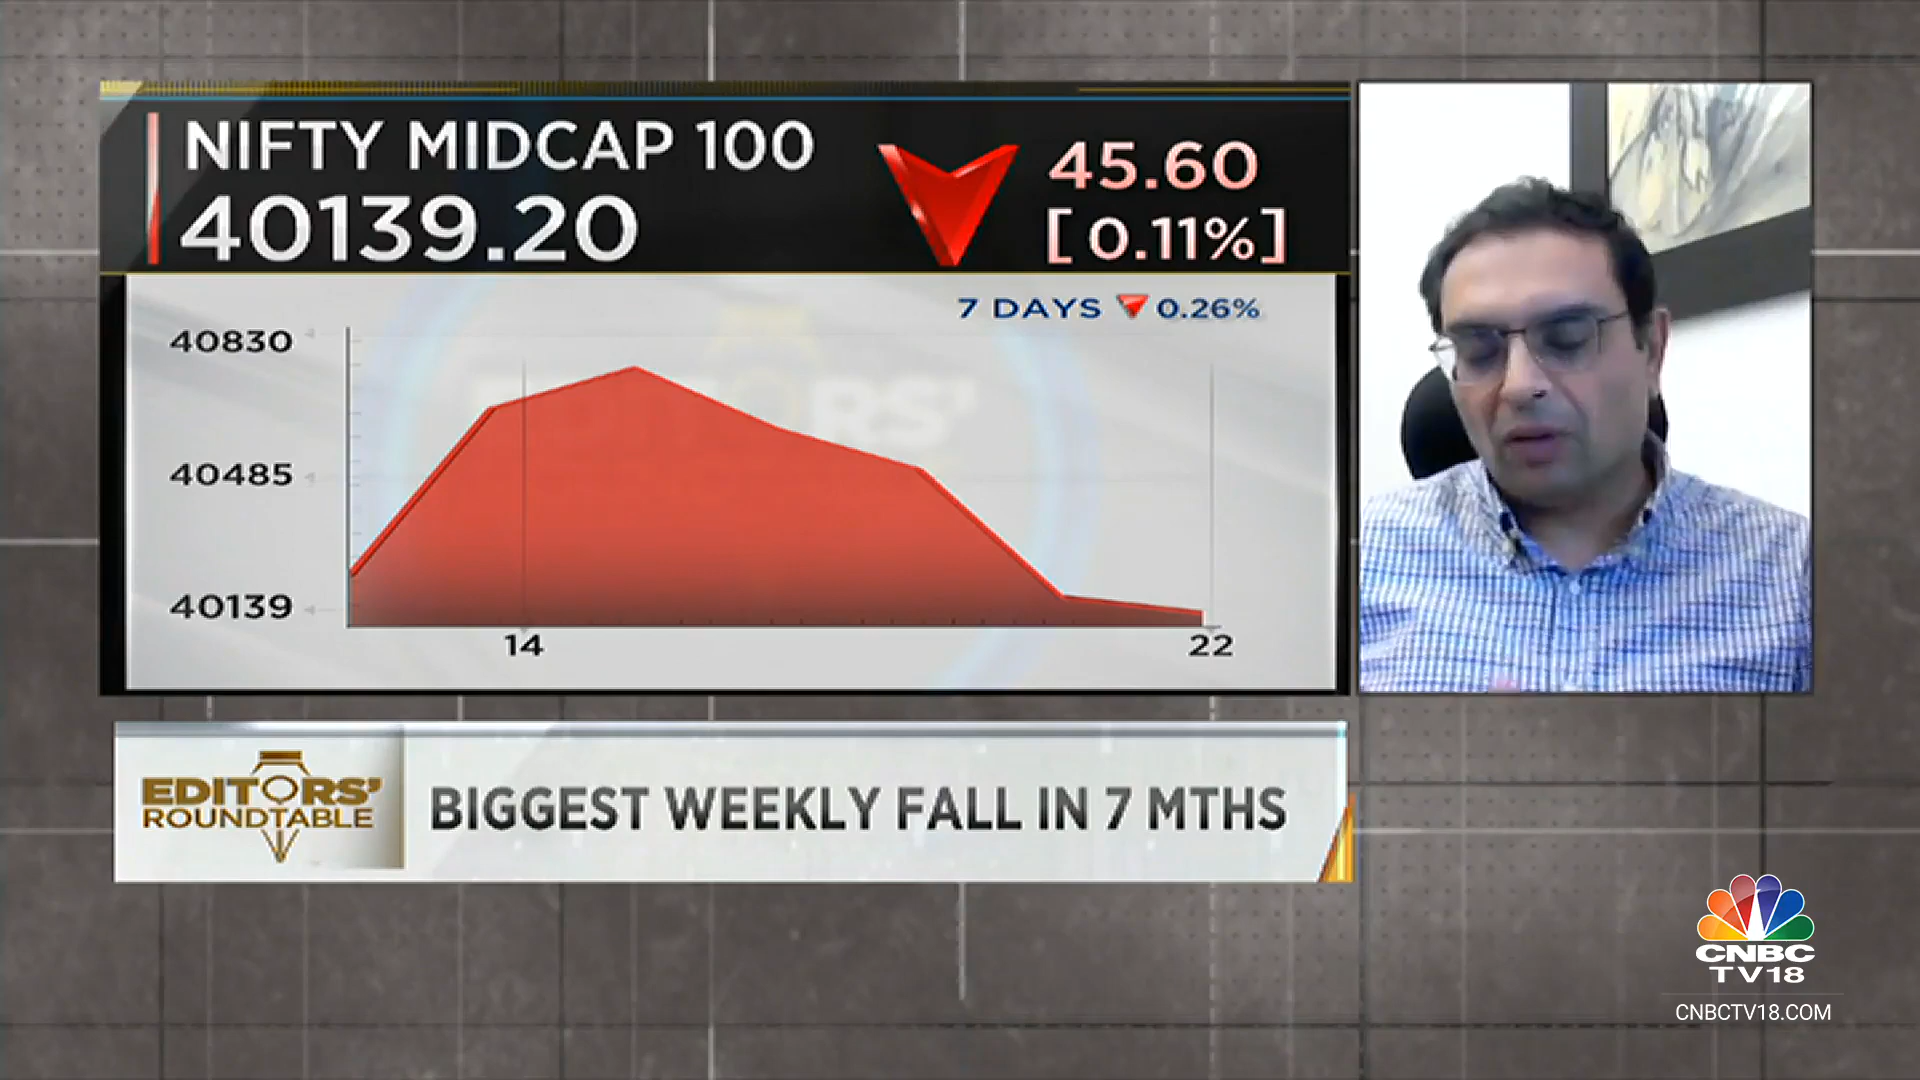 NIFTY MIDCAP 100
40139.20
45.60
[ 0.11% ]
7 DAYS 0.26%
40830
40485
40139
14
22
EDITORS'
ROUNDTABLE
BIGGEST WEEKLY FALL IN 7 MTHS
CNBC
TV18
CNBCTV18.COM